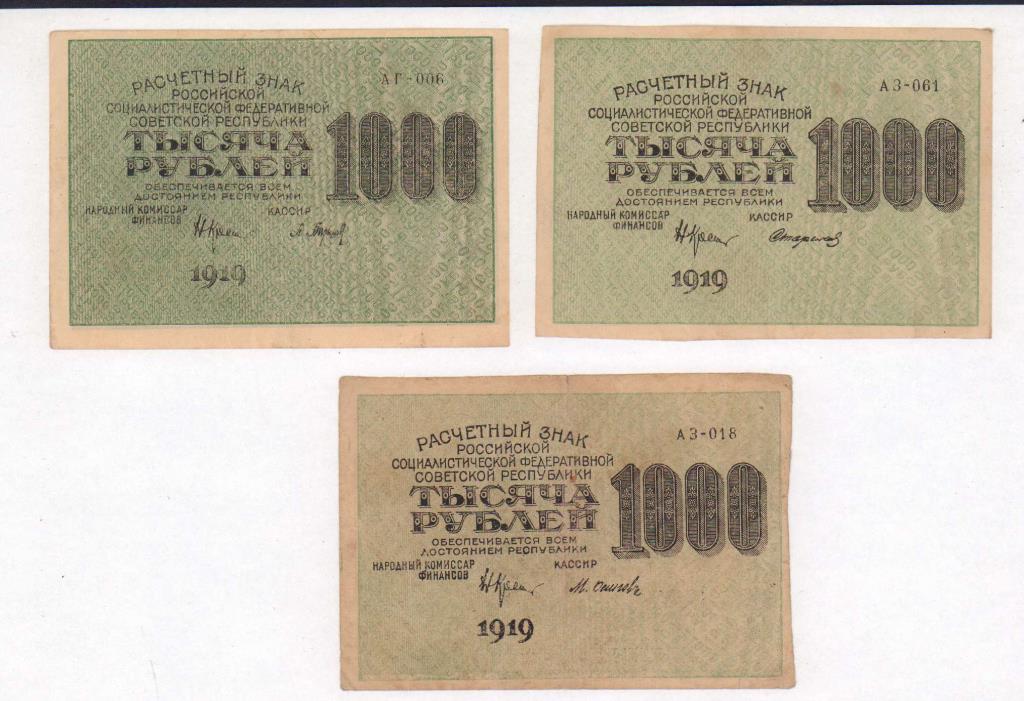 АГ-006
РАСЧЕТНЫЙ ЗНАК
РОССИЙСКОЙ
СОЦИАЛИСТИЧЕСКОЙ ФЕДЕРАТИВНОЙ
СОВЕТСКОЙ РЕСПУБЛИКИ
ТЫСЯЧА
РУБЛЕЙ
1000
ОБЕСПЕЧИВАЕТСЯ ВСЕМ
ДОСТОЯНИЕМ РЕСПУБЛИКИ
НАРОДНЫЙ КОМИССАР
ФИНАНСОВ
КАССИР
1919
АЗ-061
РАСЧЕТНЫЙ ЗНАК
РОССИЙСКОЙ
СОЦИАЛИСТИЧЕСКОЙ ФЕДЕРАТИВНОЙ
СОВЕТСКОЙ РЕСПУБЛИКИ
ТЫСЯЧА
РУБЛЕЙ
1000
ОБЕСПЕЧИВАЕТСЯ ВСЕМ
ДОСТОЯНИЕМ РЕСПУБЛИКИ
НАРОДНЫЙ КОМИССАР
ФИНАНСОВ
КАССИР
1919
АЗ-018
РАСЧЕТНЫЙ ЗНАК
РОССИЙСКОЙ
СОЦИАЛИСТИЧЕСКОЙ ФЕДЕРАТИВНОЙ
СОВЕТСКОЙ РЕСПУБЛИКИ
ТЫСЯЧА
РУБЛЕЙ
1000
ОБЕСПЕЧИВАЕТСЯ ВСЕМ
ДОСТОЯНИЕМ РЕСПУБЛИКИ
НАРОДНЫЙ КОМИССАР
ФИНАНСОВ
КАССИР
1919